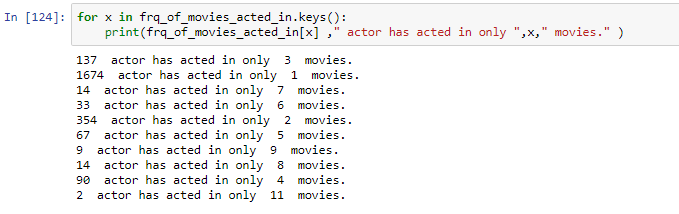 In [124]: for x in frq_of_movies_acted_in.keys():
print(frq_of_movies_acted_in[x] ," actor has acted in only ",x," movies." )
137  actor has acted in only  3  movies.
1674  actor has acted in only  1  movies.
14  actor has acted in only  7  movies.
33  actor has acted in only  6  movies.
354  actor has acted in only  2  movies.
67  actor has acted in only  5  movies.
9  actor has acted in only  9  movies.
14  actor has acted in only  8  movies.
90  actor has acted in only  4  movies.
2  actor has acted in only  11  movies.